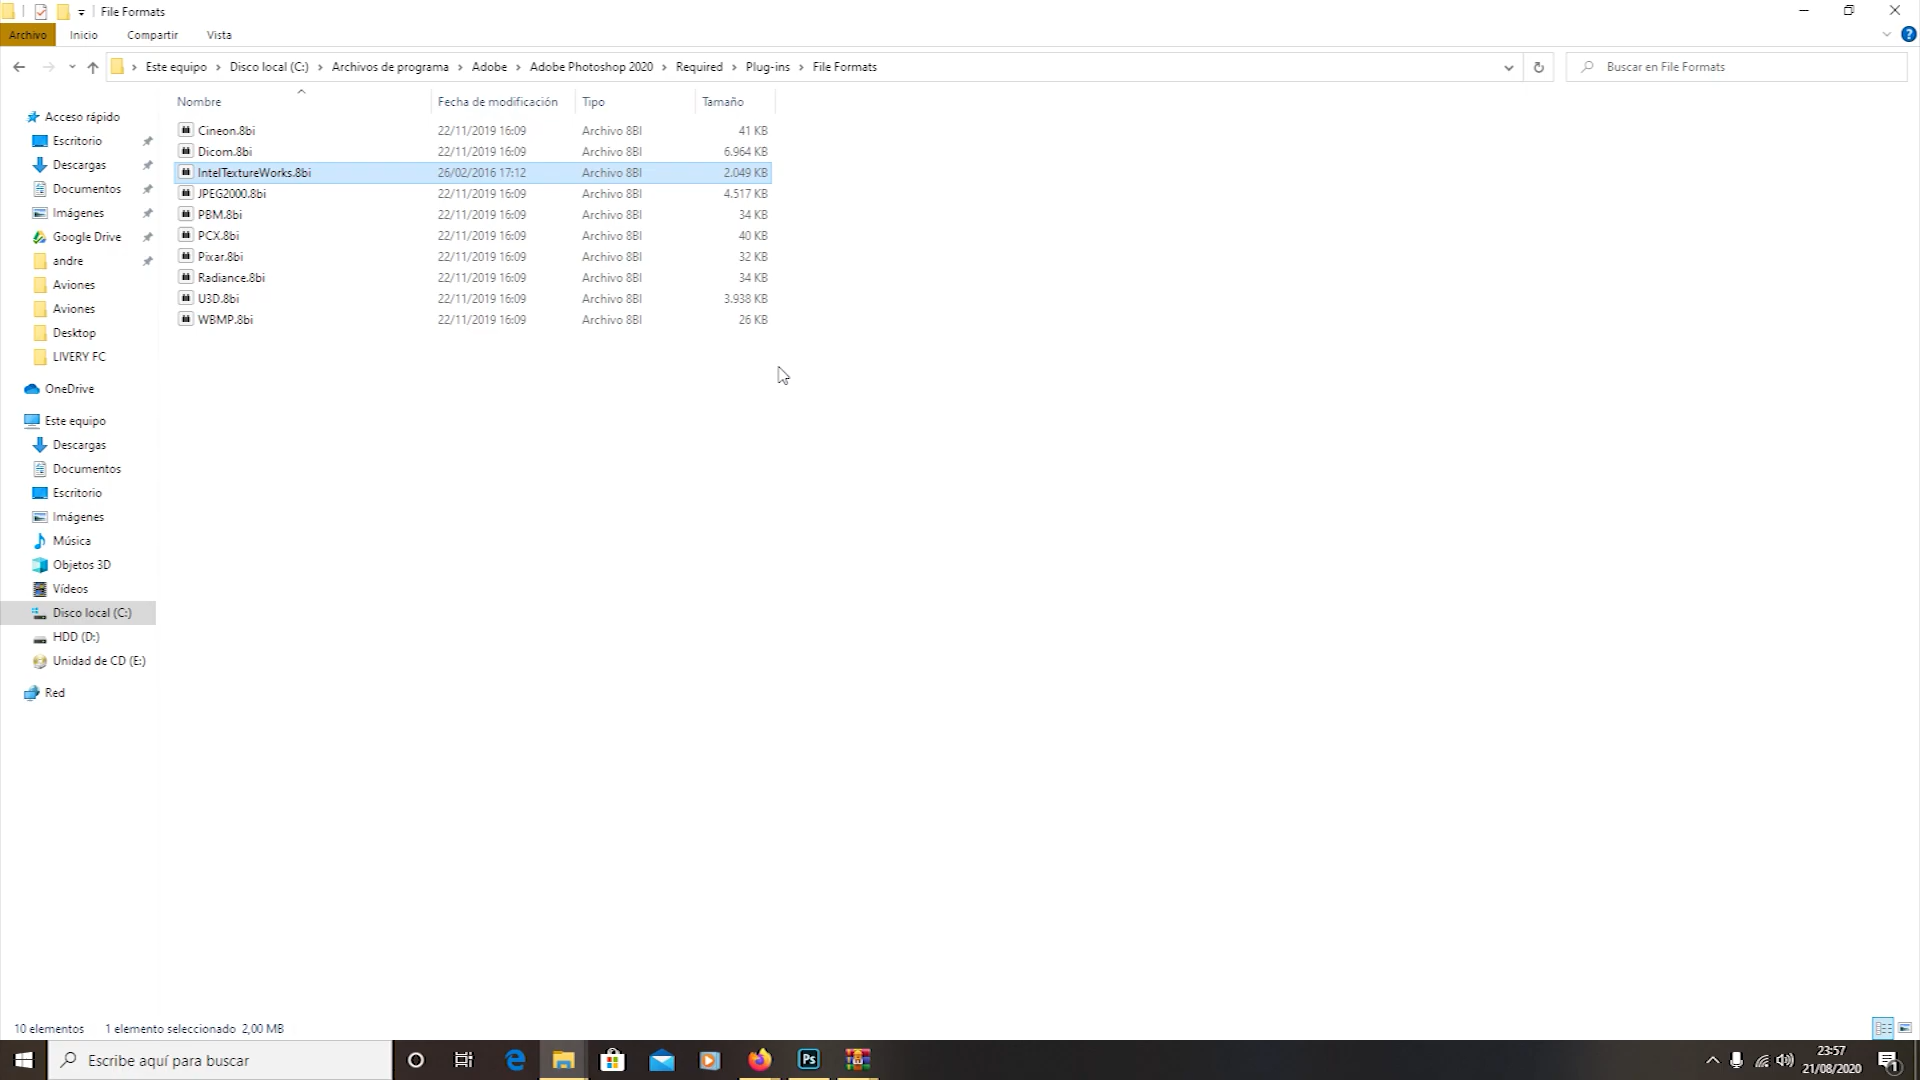 File Formats
Archivo Inicio Compartir Vista
Este equipo › Disco local (C:) › Archivos de programa › Adobe › Adobe Photoshop 2020 › Required › Plug-ins › File Formats
Buscar en File Formats
Nombre Fecha de modificación Tipo Tamaño
Cineon.8bi 22/11/2019 16:09 Archivo 8BI 41 KB
Dicom.8bi 22/11/2019 16:09 Archivo 8BI 6.964 KB
IntelTextureWorks.8bi 26/02/2016 17:12 Archivo 8BI 2.049 KB
JPEG2000.8bi 22/11/2019 16:09 Archivo 8BI 4.517 KB
PBM.8bi 22/11/2019 16:09 Archivo 8BI 34 KB
PCX.8bi 22/11/2019 16:09 Archivo 8BI 40 KB
Pixar.8bi 22/11/2019 16:09 Archivo 8BI 32 KB
Radiance.8bi 22/11/2019 16:09 Archivo 8BI 34 KB
U3D.8bi 22/11/2019 16:09 Archivo 8BI 3.938 KB
WBMP.8bi 22/11/2019 16:09 Archivo 8BI 26 KB
Acceso rápido
Escritorio
Descargas
Documentos
Imágenes
Google Drive
andre
Aviones
Aviones
Desktop
LIVERY FC
OneDrive
Este equipo
Descargas
Documentos
Escritorio
Imágenes
Música
Objetos 3D
Vídeos
Disco local (C:)
HDD (D:)
Unidad de CD (E:)
Red
10 elementos 1 elemento seleccionado 2,00 MB
Escribe aquí para buscar
Ps
23:57
21/08/2020
1